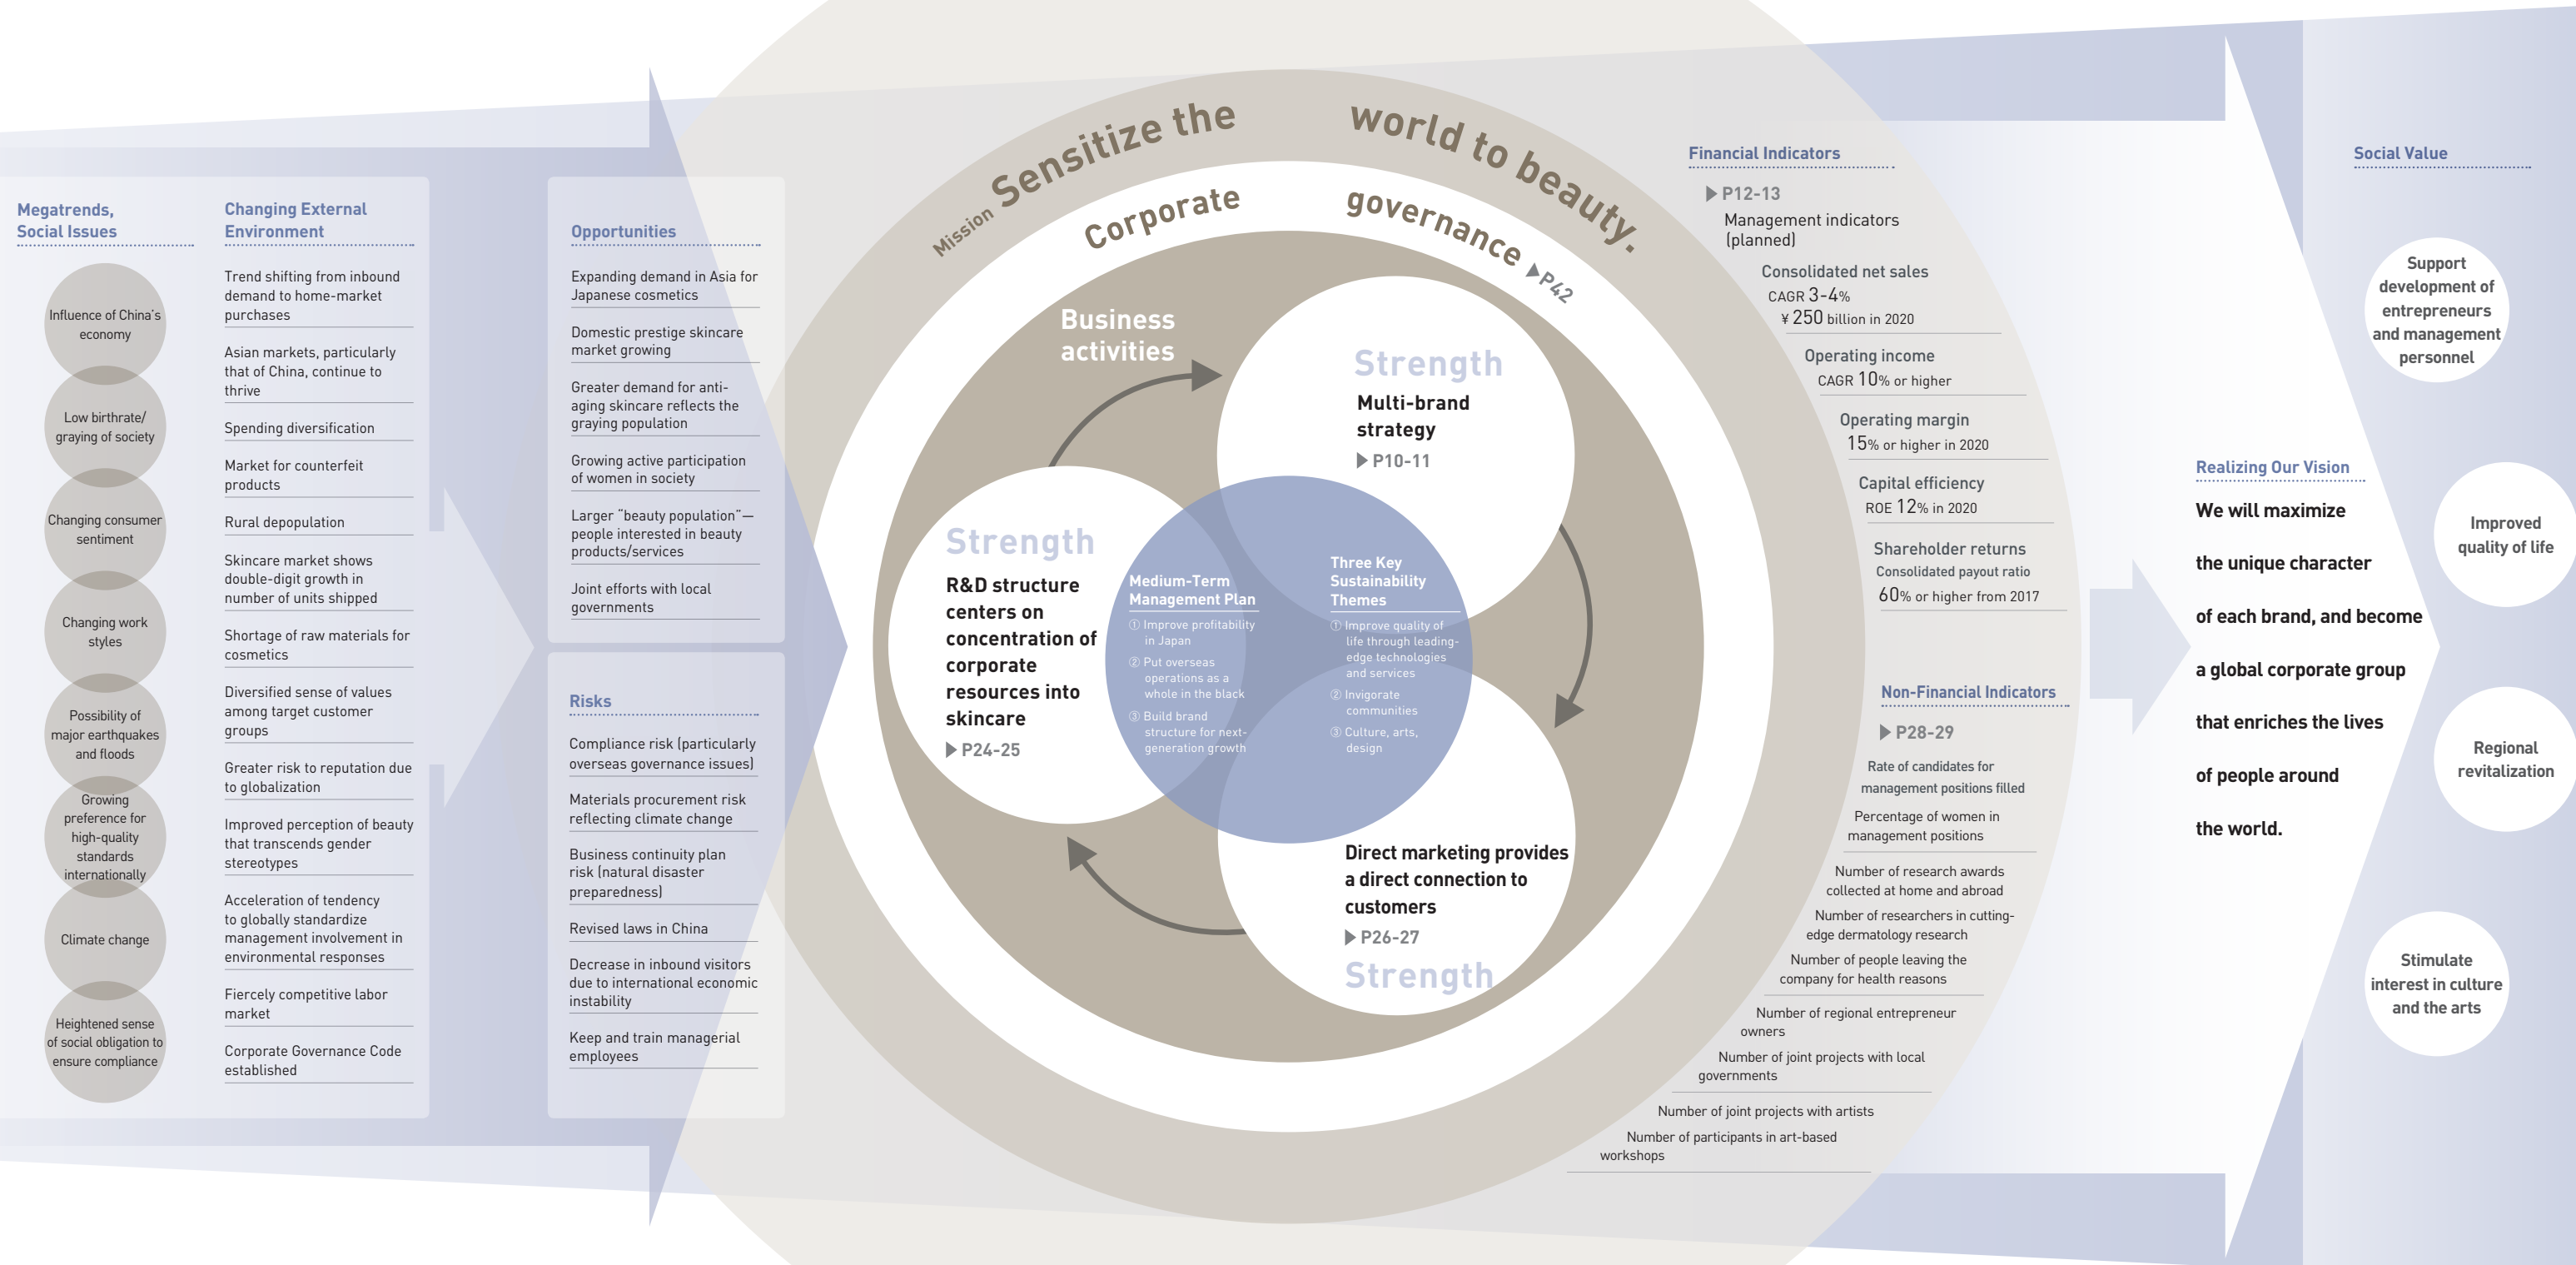 Megatrends,
Social Issues
Influence of China's
economy
Low birthrate/
graying of society
Changing consumer
sentiment
Changing work
styles
Possibility of
major earthquakes
and floods
Growing
preference for
high-quality
standards
internationally
Climate change
Heightened sense
of social obligation to
ensure compliance
Changing External
Environment
Trend shifting from inbound
demand to home-market
purchases
Asian markets, particularly
that of China, continue to
thrive
Spending diversification
Market for counterfeit
products
Rural depopulation
Skincare market shows
double-digit growth in
number of units shipped
Shortage of raw materials for
cosmetics
Diversified sense of values
among target customer
groups
Greater risk to reputation due
to globalization
Improved perception of beauty
that transcends gender
stereotypes
Acceleration of tendency
to globally standardize
management involvement in
environmental responses
Fiercely competitive labor
market
Corporate Governance Code
established
Opportunities
Expanding demand in Asia for
Japanese cosmetics
Domestic prestige skincare
market growing
Greater demand for anti-
aging skincare reflects the
graying population
Growing active participation
of women in society
Larger “beauty population”—
people interested in beauty
products/services
Joint efforts with local
governments
Risks
Compliance risk (particularly
overseas governance issues)
Materials procurement risk
reflecting climate change
Business continuity plan
risk (natural disaster
preparedness)
Revised laws in China
Decrease in inbound visitors
due to international economic
instability
Keep and train managerial
employees
Mission Sensitize the world to beauty.
Corporate governance ▶P42
Business
activities
Strength
Multi-brand
strategy
▶P10-11
Strength
R&D structure
centers on
concentration of
corporate
resources into
skincare
▶P24-25
Medium-Term
Management Plan
① Improve profitability
in Japan
② Put overseas
operations as a
whole in the black
③ Build brand
structure for next-
generation growth
Three Key
Sustainability
Themes
① Improve quality of
life through leading-
edge technologies
and services
② Invigorate
communities
③ Culture, arts,
design
Direct marketing provides
a direct connection to
customers
▶P26-27
Strength
Financial Indicators
▶P12-13
Management indicators
(planned)
Consolidated net sales
CAGR 3-4%
¥ 250 billion in 2020
Operating income
CAGR 10% or higher
Operating margin
15% or higher in 2020
Capital efficiency
ROE 12% in 2020
Shareholder returns
Consolidated payout ratio
60% or higher from 2017
Non-Financial Indicators
▶P28-29
Rate of candidates for
management positions filled
Percentage of women in
management positions
Number of research awards
collected at home and abroad
Number of researchers in cutting-
edge dermatology research
Number of people leaving the
company for health reasons
Number of regional entrepreneur
owners
Number of joint projects with local
governments
Number of joint projects with artists
Number of participants in art-based
workshops
Realizing Our Vision
We will maximize
the unique character
of each brand, and become
a global corporate group
that enriches the lives
of people around
the world.
Social Value
Support
development of
entrepreneurs
and management
personnel
Improved
quality of life
Regional
revitalization
Stimulate
interest in culture
and the arts